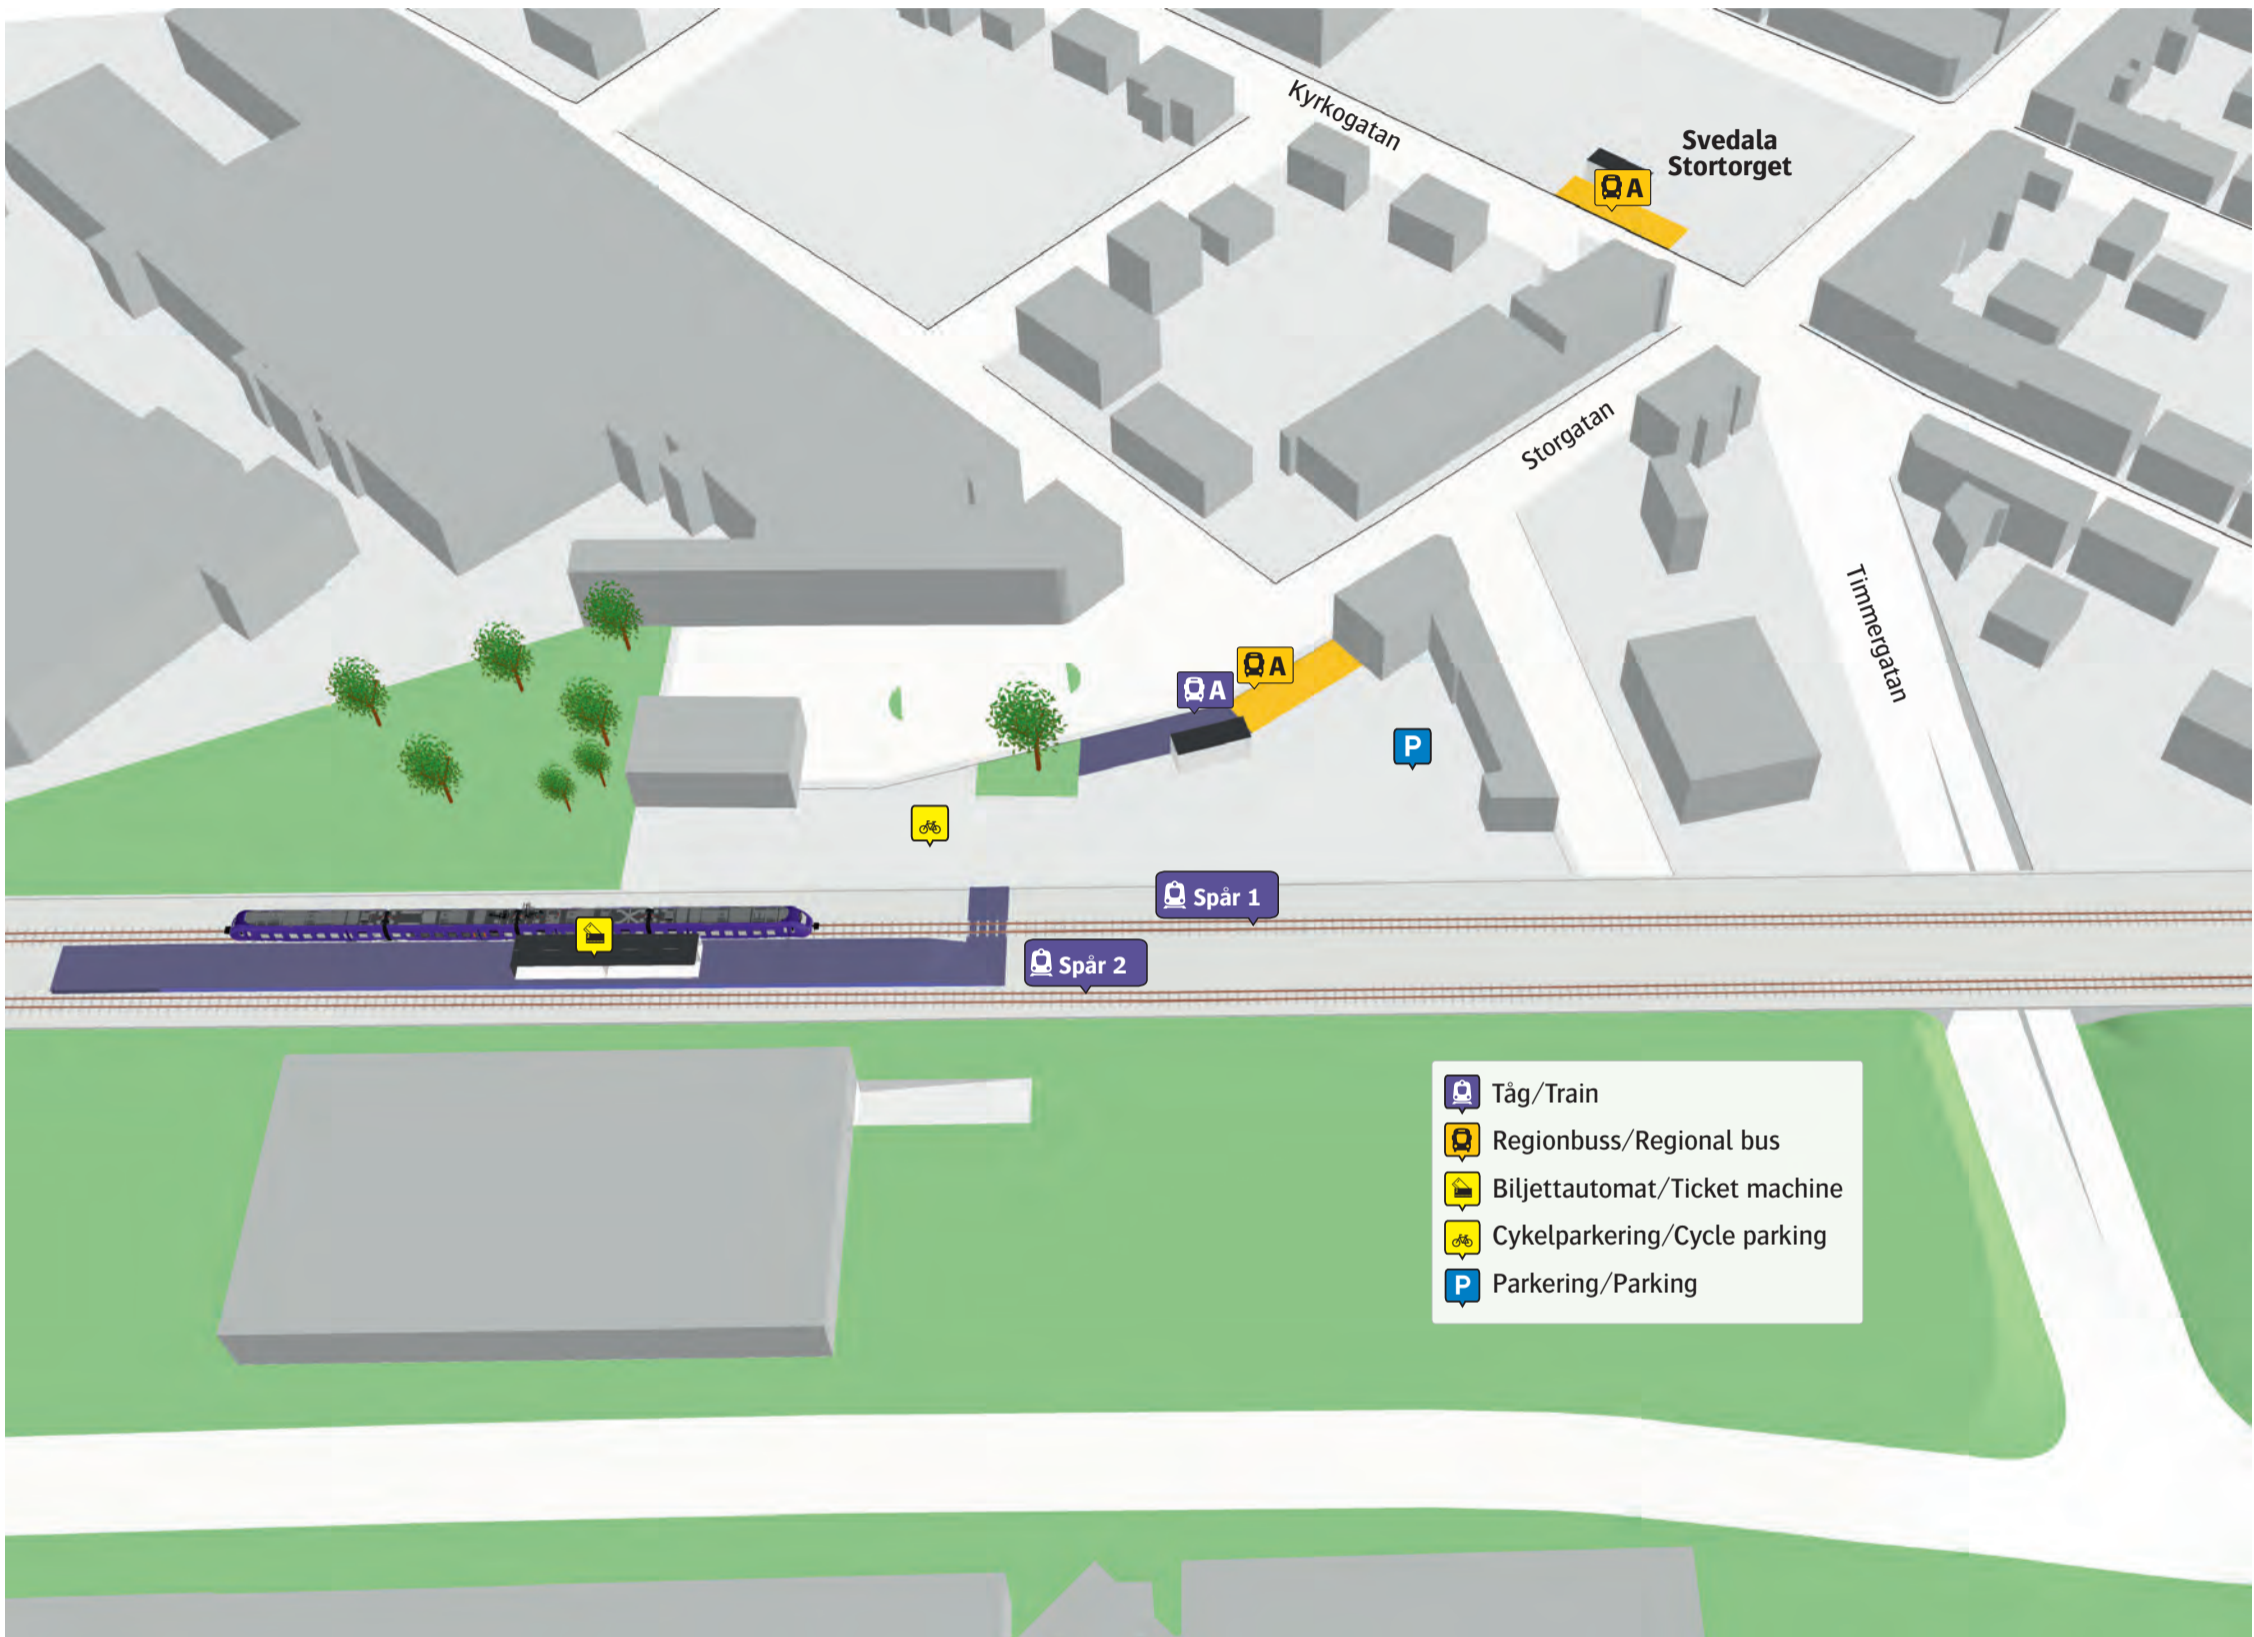 Kyrkogatan
Svedala
Stortorget
A
Storgatan
Timmergatan
A
A
P
Spår 1
Spår 2
Tåg/Train
Regionbuss/Regional bus
Biljettautomat/Ticket machine
Cykelparkering/Cycle parking
P Parkering/Parking